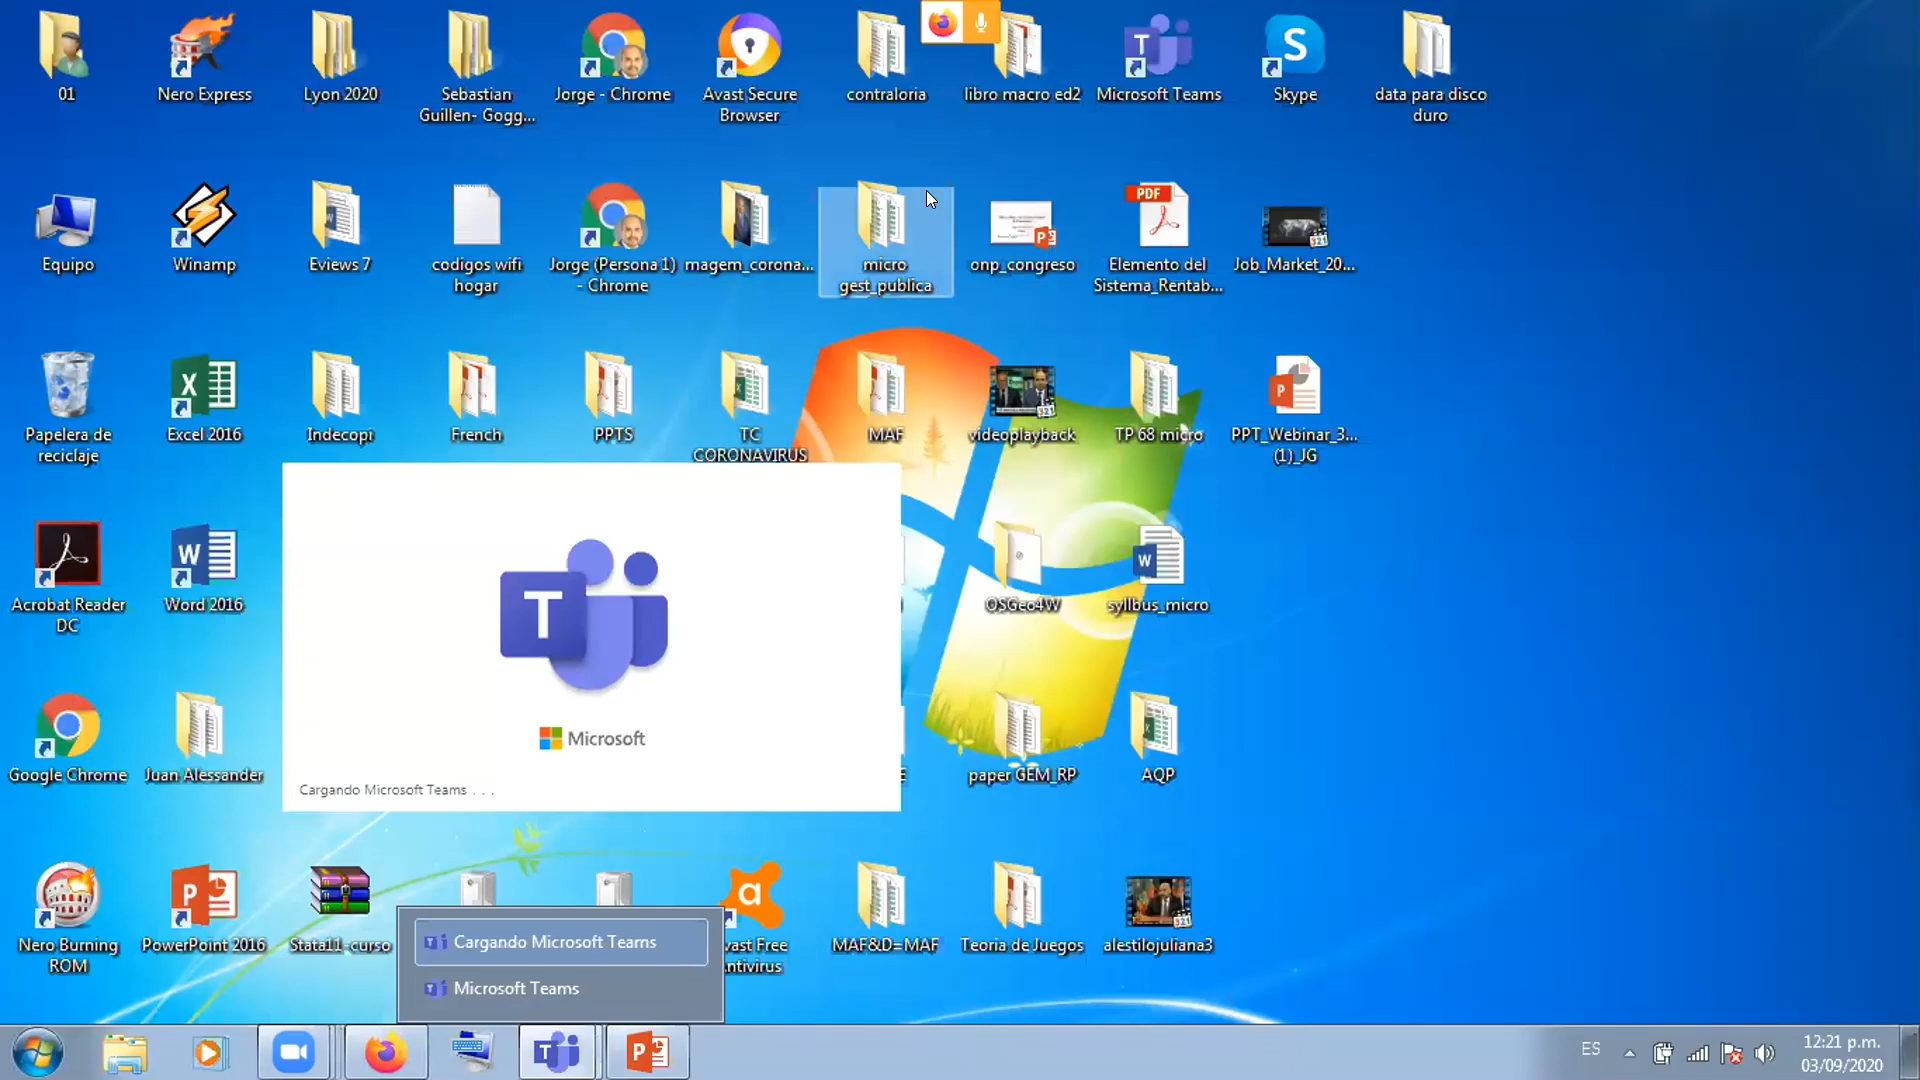 01
Nero Express
Lyon 2020
Sebastian
Guillen- Gogg...
Jorge - Chrome
Avast Secure
Browser
contraloria
libro macro ed2
Microsoft Teams
Skype
data para disco
duro
Equipo
Winamp
Eviews 7
codigos wifi
hogar
Jorge (Persona 1)
- Chrome
magem_corona...
micro
gest_publica
onp_congreso
PDF
Elemento del
Sistema_Rentab...
Job_Market_20...
Papelera de
reciclaje
Excel 2016
Indecopi
French
PPTS
TC
CORONAVIRUS
MAF
videoplayback
TP 68 micro
PPT_Webinar_3...
(1)_JG
Acrobat Reader
DC
Word 2016
OSGeo4W
syllbus_micro
Google Chrome
Juan Alessander
T
Microsoft
Cargando Microsoft Teams . . .
E
paper GEM_RP
AQP
Nero Burning
ROM
PowerPoint 2016
Stata11-curso
vast Free
ntivirus
MAF&D=MAF
Teoria de Juegos
alestilojuliana3
Cargando Microsoft Teams
Microsoft Teams
ES
12:21 p.m.
03/09/2020